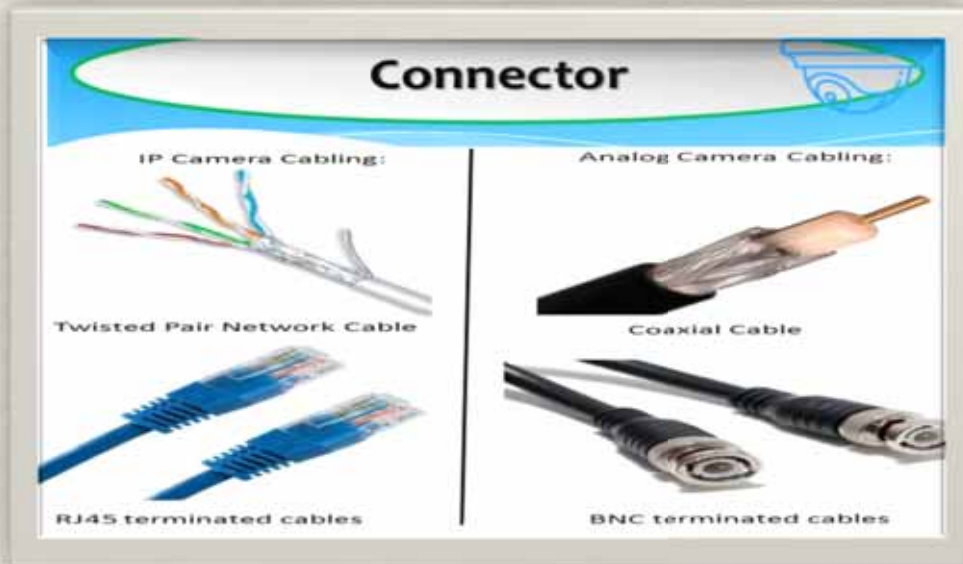 Connector
IP Camera Cabling:
Twisted Pair Network Cable
RJ45 terminated cables
Analog Camera Cabling:
Coaxial Cable
BNC terminated cables